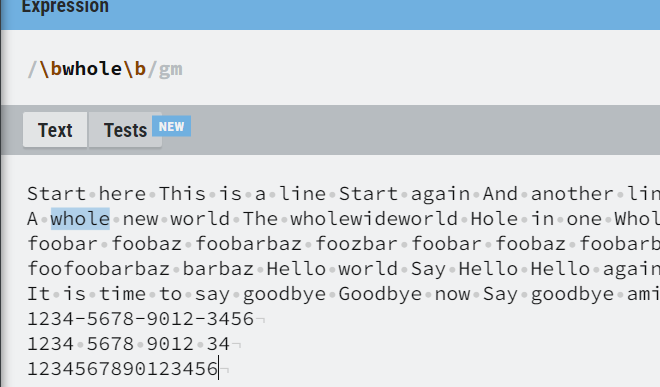 Expression
/\bwhole\b/gm
Text Tests NEW
Start here This is a line Start again And another lin
A whole new world The wholewideworld Hole in one Whol
foobar foobaz foobarbaz foozbar foobar foobaz foobarb
foofoobarbaz barbaz Hello world Say Hello Hello again
It is time to say goodbye Goodbye now Say goodbye ami
1234-5678-9012-3456
1234 5678 9012 34
1234567890123456